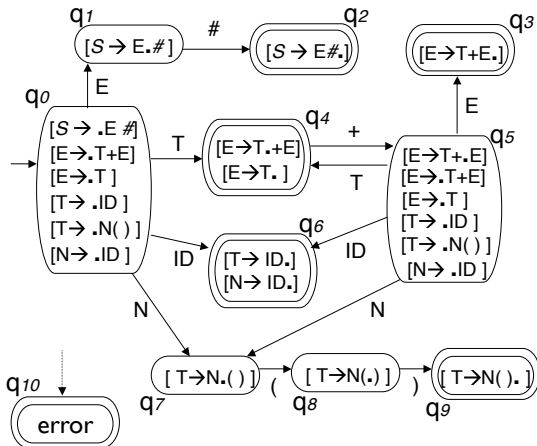 q1
[S → E.#]
#
q2
[S → E#.]
q3
[E→T+E.]
E
E
q0
[S → .E #]
[E→.T+E]
[E→.T]
[T→ .ID ]
[T→ .N( )]
[N→ .ID]
T
q4
[E→T.+E]
[E→T. ]
+
T
q5
[E→T+.E]
[E→.T+E]
[E→.T]
[T→ .ID]
[T→ .N( )]
[N→ .ID]
ID
q6
[T→ ID.]
[N→ ID.]
ID
N
N
q7
[ T→N.( )]
(
q8
[ T→N(.)]
)
q9
[T→N( ).]
q10
error